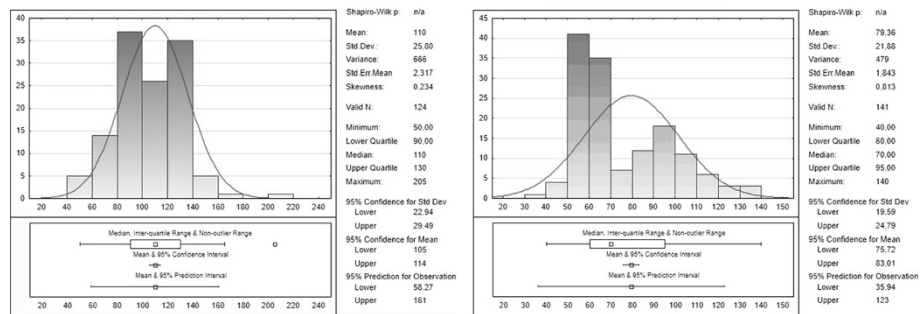 40
35
30
25
20
15
10
5
0
20 40 60 80 100 120 140 160 180 200 220 240
Median, Inter-quartile Range & Non-outlier Range
Mean & 95% Confidence Interval
Mean & 95% Prediction Interval
20 40 60 80 100 120 140 160 180 200 220 240
Shapiro-Wilk p: n/a
Mean: 110
Std.Dev.: 25.80
Variance: 666
Std.Err.Mean 2,317
Skewness: 0,234
Valid N: 124
Minimum: 50,00
Lower Quartile 90.00
Median: 110
Upper Quartile 130
Maximum: 205
95% Confidence for Std Dev
Lower 22,94
Upper 29,49
95% Confidence for Mean
Lower 105
Upper 114
95% Prediction for Observation
Lower 58.27
Upper 161
45
40
35
30
25
20
15
10
5
0
20 30 40 50 60 70 80 90 100 110 120 130 140 150
Median, Inter-quartile Range & Non-outlier Range
Mean & 95% Confidence Interval
Mean & 95% Prediction Interval
20 30 40 50 60 70 80 90 100 110 120 130 140 150
Shapiro-Wilk p: n/a
Mean: 79,36
Std.Dev.: 21,88
Variance: 479
Std.Err.Mean 1.843
Skewness: 0,813
Valid N: 141
Minimum: 40,00
Lower Quartile 60,00
Median: 70,00
Upper Quartile 95,00
Maximum: 140
95% Confidence for Std Dev
Lower 19,59
Upper 24,79
95% Confidence for Mean
Lower 75,72
Upper 83,01
95% Prediction for Observation
Lower 35,94
Upper 123